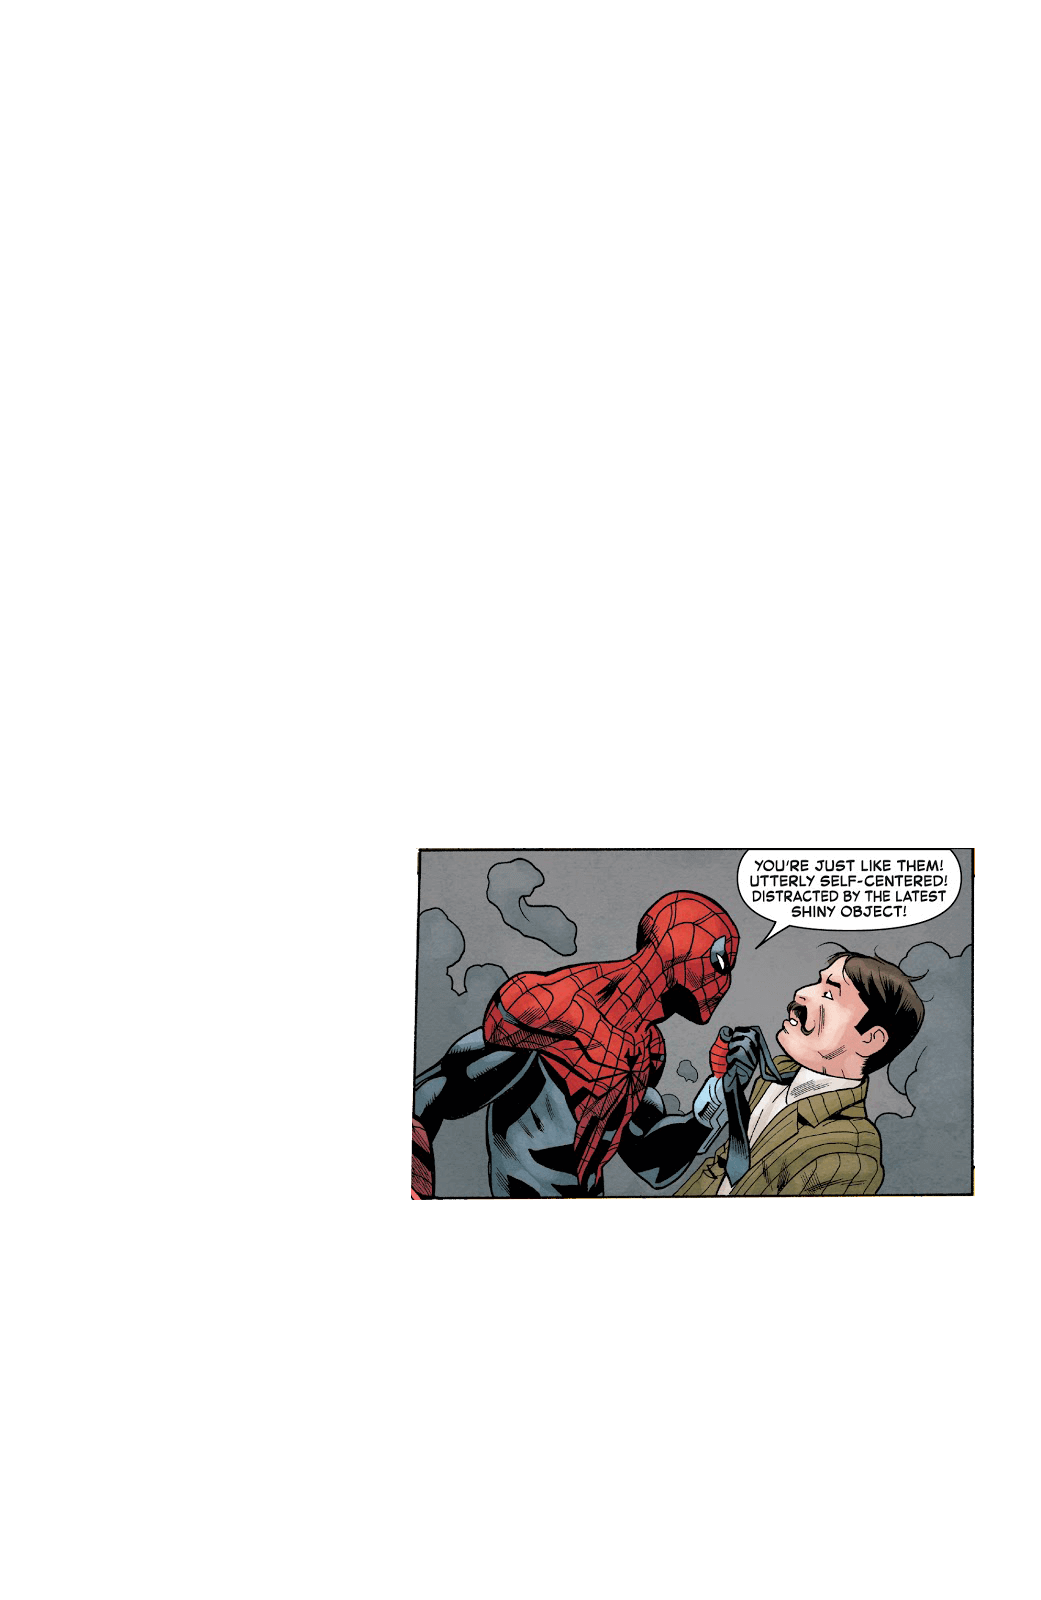 YOU'RE JUST LIKE THEM!
UTTERLY SELF-CENTERED!
DISTRACTED BY THE LATEST
SHINY OBJECT!